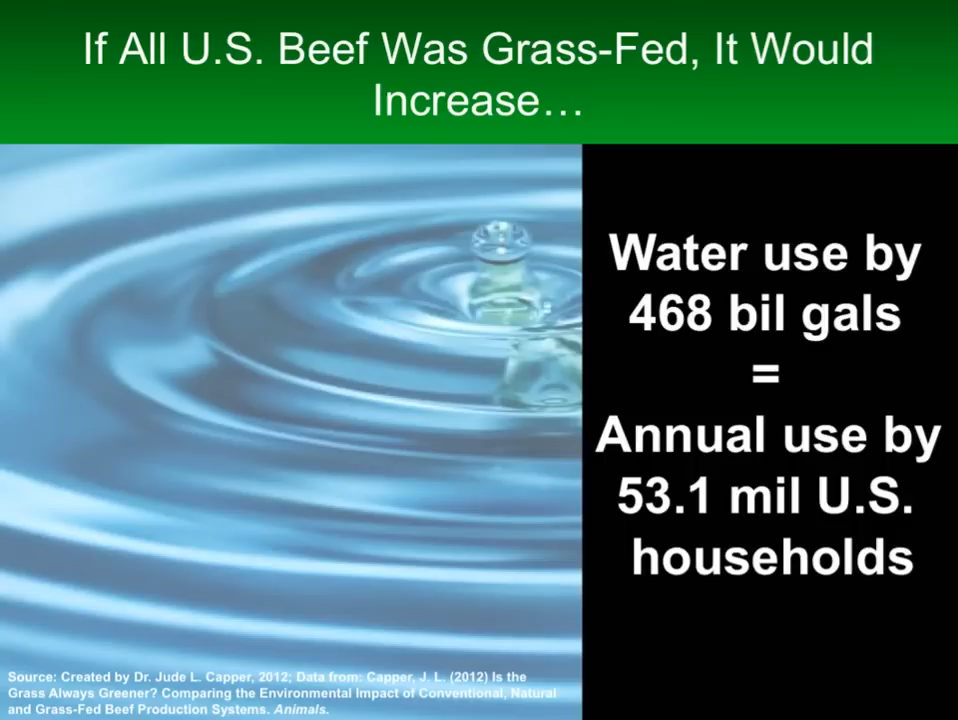 If All U.S. Beef Was Grass-Fed, It Would
Increase…
Water use by
468 bil gals
=
Annual use by
53.1 mil U.S.
households
Source: Created by Dr. Jude L. Capper, 2012; Data from: Capper, J. L. (2012) Is the
Grass Always Greener? Comparing the Environmental Impact of Conventional, Natural
and Grass-Fed Beef Production Systems. Animals.